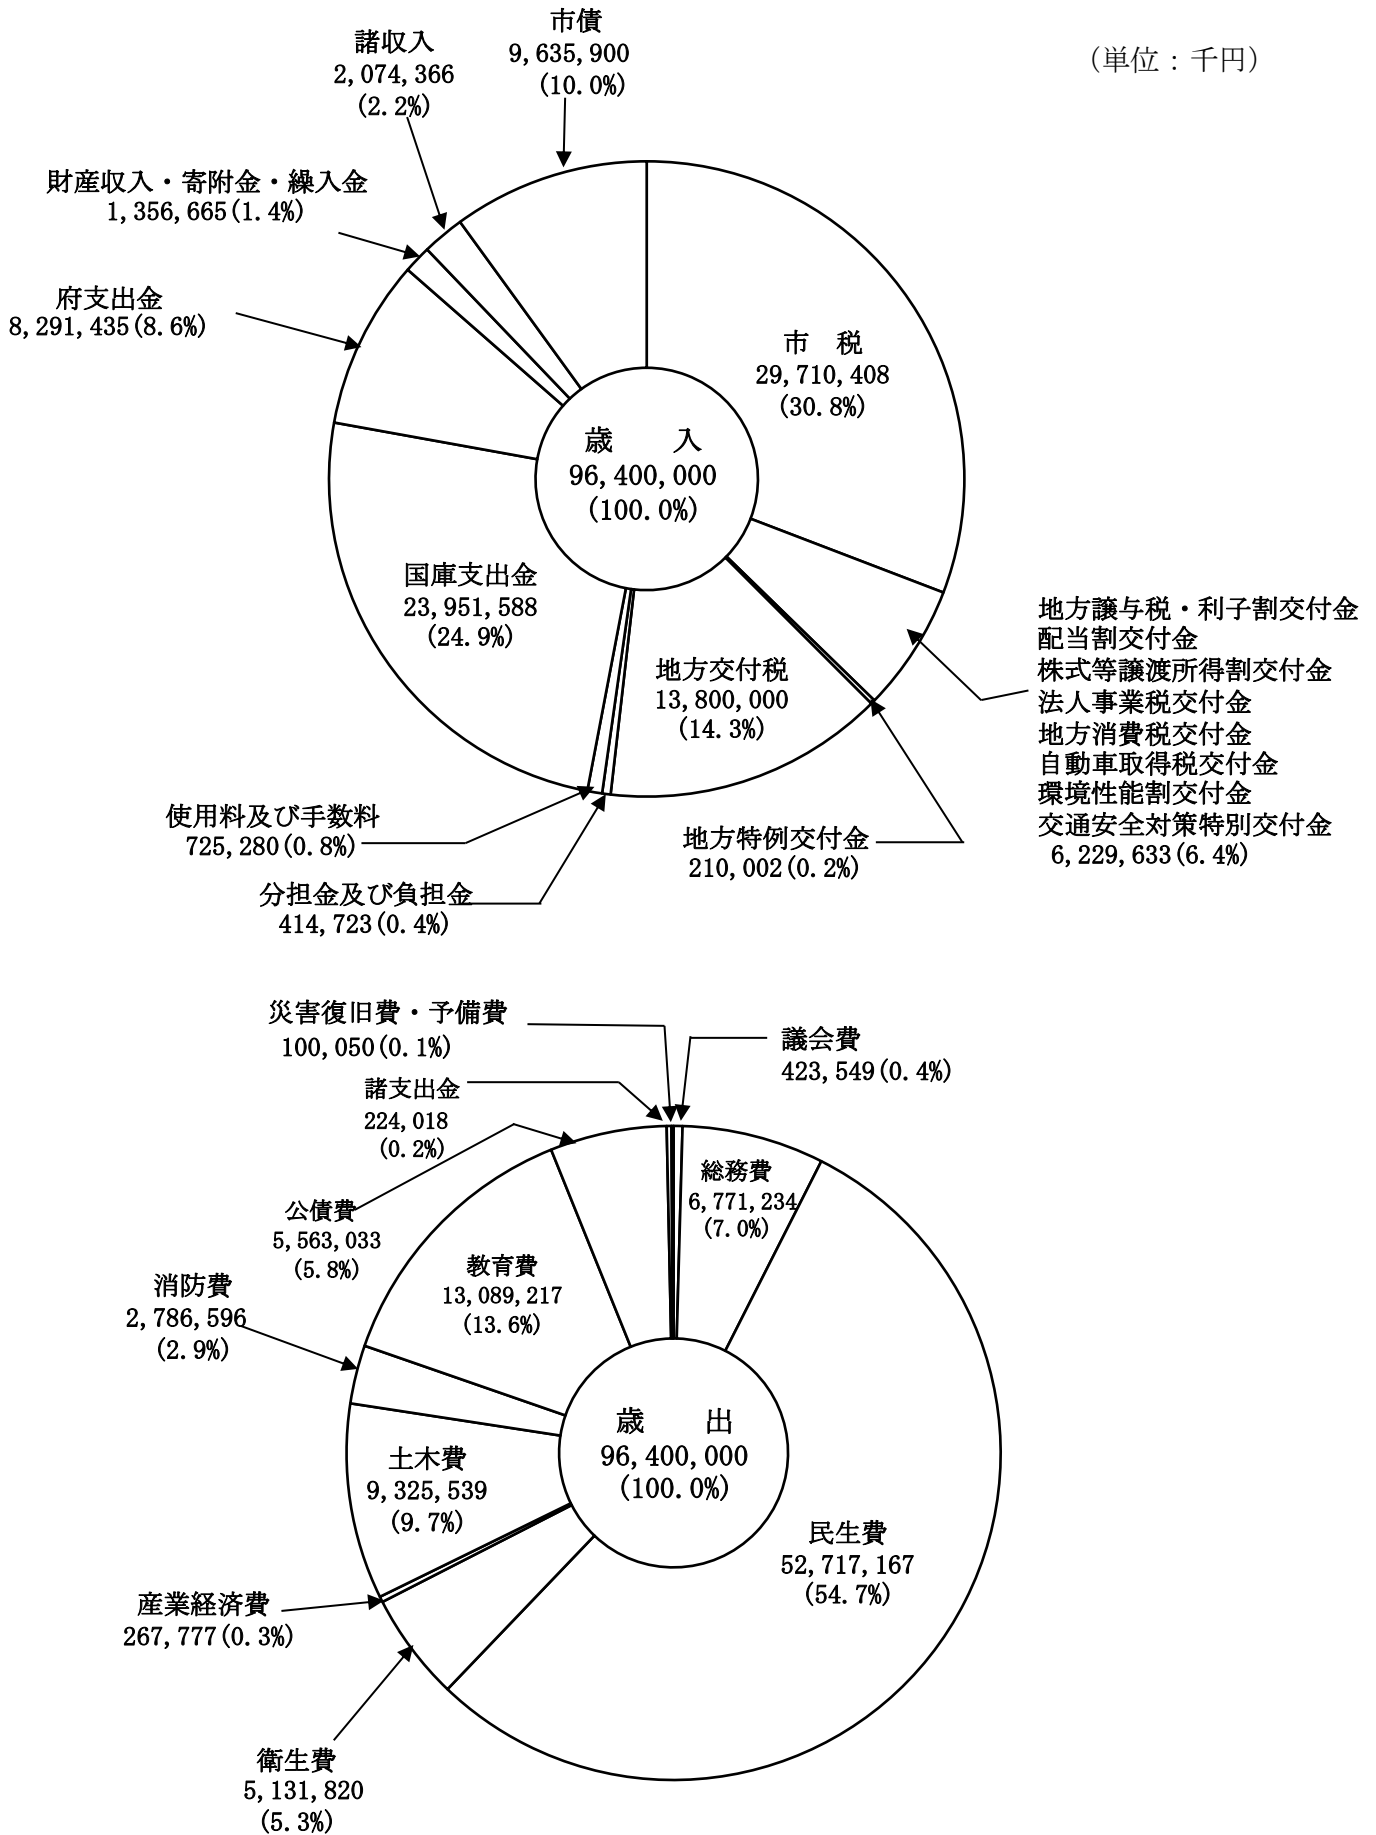 （単位：千円）
市債
9,635,900
(10.0%)
諸収入
2,074,366
(2.2%)
財産収入・寄附金・繰入金
1,356,665(1.4%)
府支出金
8,291,435(8.6%)
市　税
29,710,408
(30.8%)
歳　　入
96,400,000
(100.0%)
国庫支出金
23,951,588
(24.9%)
地方交付税
13,800,000
(14.3%)
地方譲与税・利子割交付金
配当割交付金
株式等譲渡所得割交付金
法人事業税交付金
地方消費税交付金
自動車取得税交付金
環境性能割交付金
交通安全対策特別交付金
6,229,633(6.4%)
使用料及び手数料
725,280(0.8%)
地方特例交付金
210,002(0.2%)
分担金及び負担金
414,723(0.4%)
災害復旧費・予備費
100,050(0.1%)
議会費
423,549(0.4%)
諸支出金
224,018
(0.2%)
総務費
6,771,234
(7.0%)
公債費
5,563,033
(5.8%)
教育費
13,089,217
(13.6%)
消防費
2,786,596
(2.9%)
歳　　出
96,400,000
(100.0%)
土木費
9,325,539
(9.7%)
民生費
52,717,167
(54.7%)
産業経済費
267,777(0.3%)
衛生費
5,131,820
(5.3%)